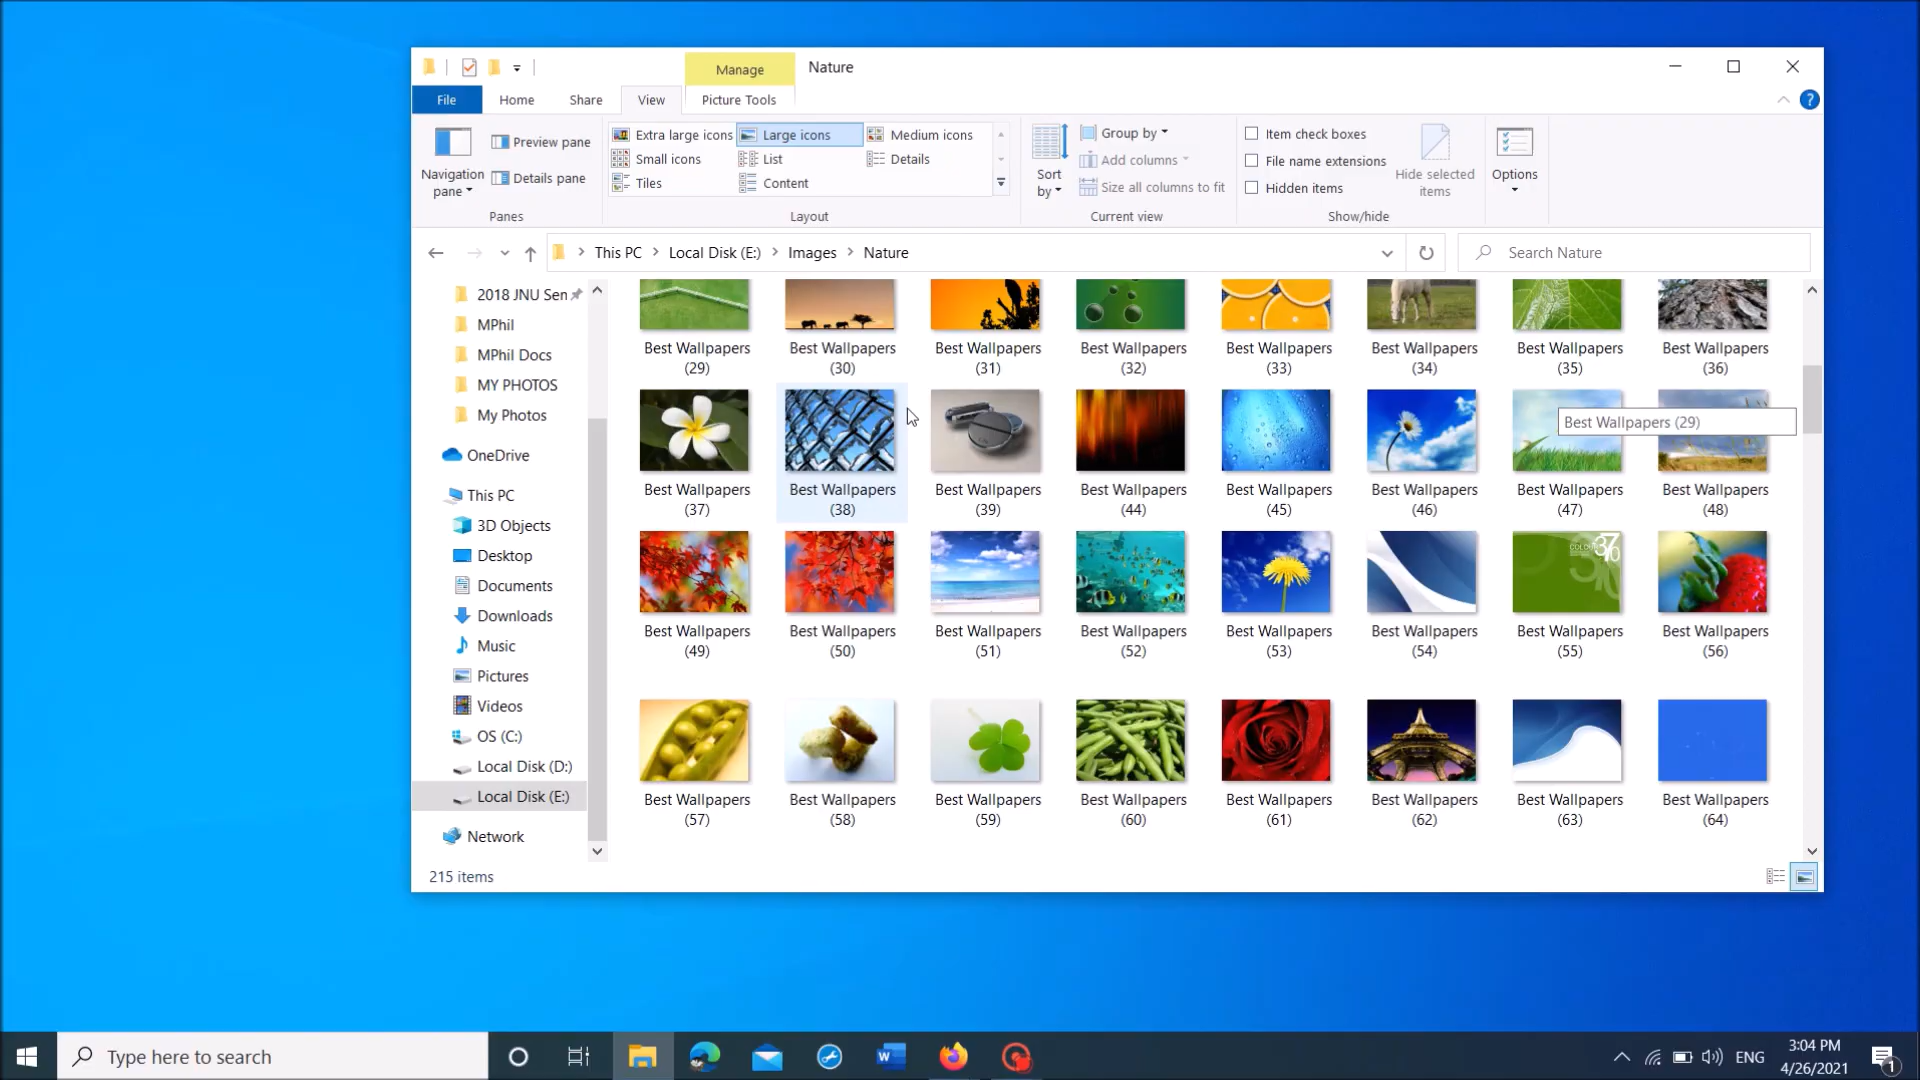 Manage
Nature
File
Home
Share
View
Picture Tools
Navigation
pane
Preview pane
Details pane
Panes
Extra large icons
Large icons
Medium icons
Small icons
List
Details
Tiles
Content
Layout
Sort
by
Group by
Add columns
Size all columns to fit
Current view
Item check boxes
File name extensions
Hidden items
Hide selected
items
Show/hide
Options
This PC
Local Disk (E:)
Images
Nature
Search Nature
2018 JNU Sen
MPhil
MPhil Docs
MY PHOTOS
My Photos
OneDrive
This PC
3D Objects
Desktop
Documents
Downloads
Music
Pictures
Videos
OS (C:)
Local Disk (D:)
Local Disk (E:)
Network
Best Wallpapers
(29)
Best Wallpapers
(30)
Best Wallpapers
(31)
Best Wallpapers
(32)
Best Wallpapers
(33)
Best Wallpapers
(34)
Best Wallpapers
(35)
Best Wallpapers
(36)
Best Wallpapers (29)
Best Wallpapers
(37)
Best Wallpapers
(38)
Best Wallpapers
(39)
Best Wallpapers
(44)
Best Wallpapers
(45)
Best Wallpapers
(46)
Best Wallpapers
(47)
Best Wallpapers
(48)
Best Wallpapers
(49)
Best Wallpapers
(50)
Best Wallpapers
(51)
Best Wallpapers
(52)
Best Wallpapers
(53)
Best Wallpapers
(54)
Best Wallpapers
(55)
Best Wallpapers
(56)
Best Wallpapers
(57)
Best Wallpapers
(58)
Best Wallpapers
(59)
Best Wallpapers
(60)
Best Wallpapers
(61)
Best Wallpapers
(62)
Best Wallpapers
(63)
Best Wallpapers
(64)
215 items
Type here to search
ENG
3:04 PM
4/26/2021
1